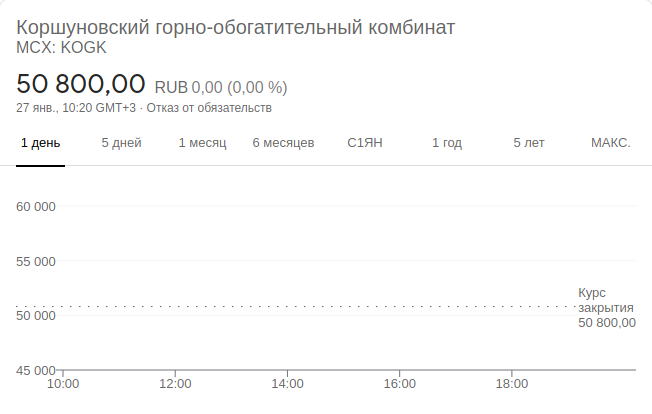 Коршуновский горно-обогатительный комбинат
MCX: KOGK
50 800,00 RUB 0,00 (0,00 %)
27 янв., 10:20 GMT+3 · Отказ от обязательств
1 день 5 дней 1 месяц 6 месяцев С1ЯН 1 год 5 лет МАКС.
60 000
55 000
Курс
закрытия
50 800,00
50 000
45 000
10:00 12:00 14:00 16:00 18:00